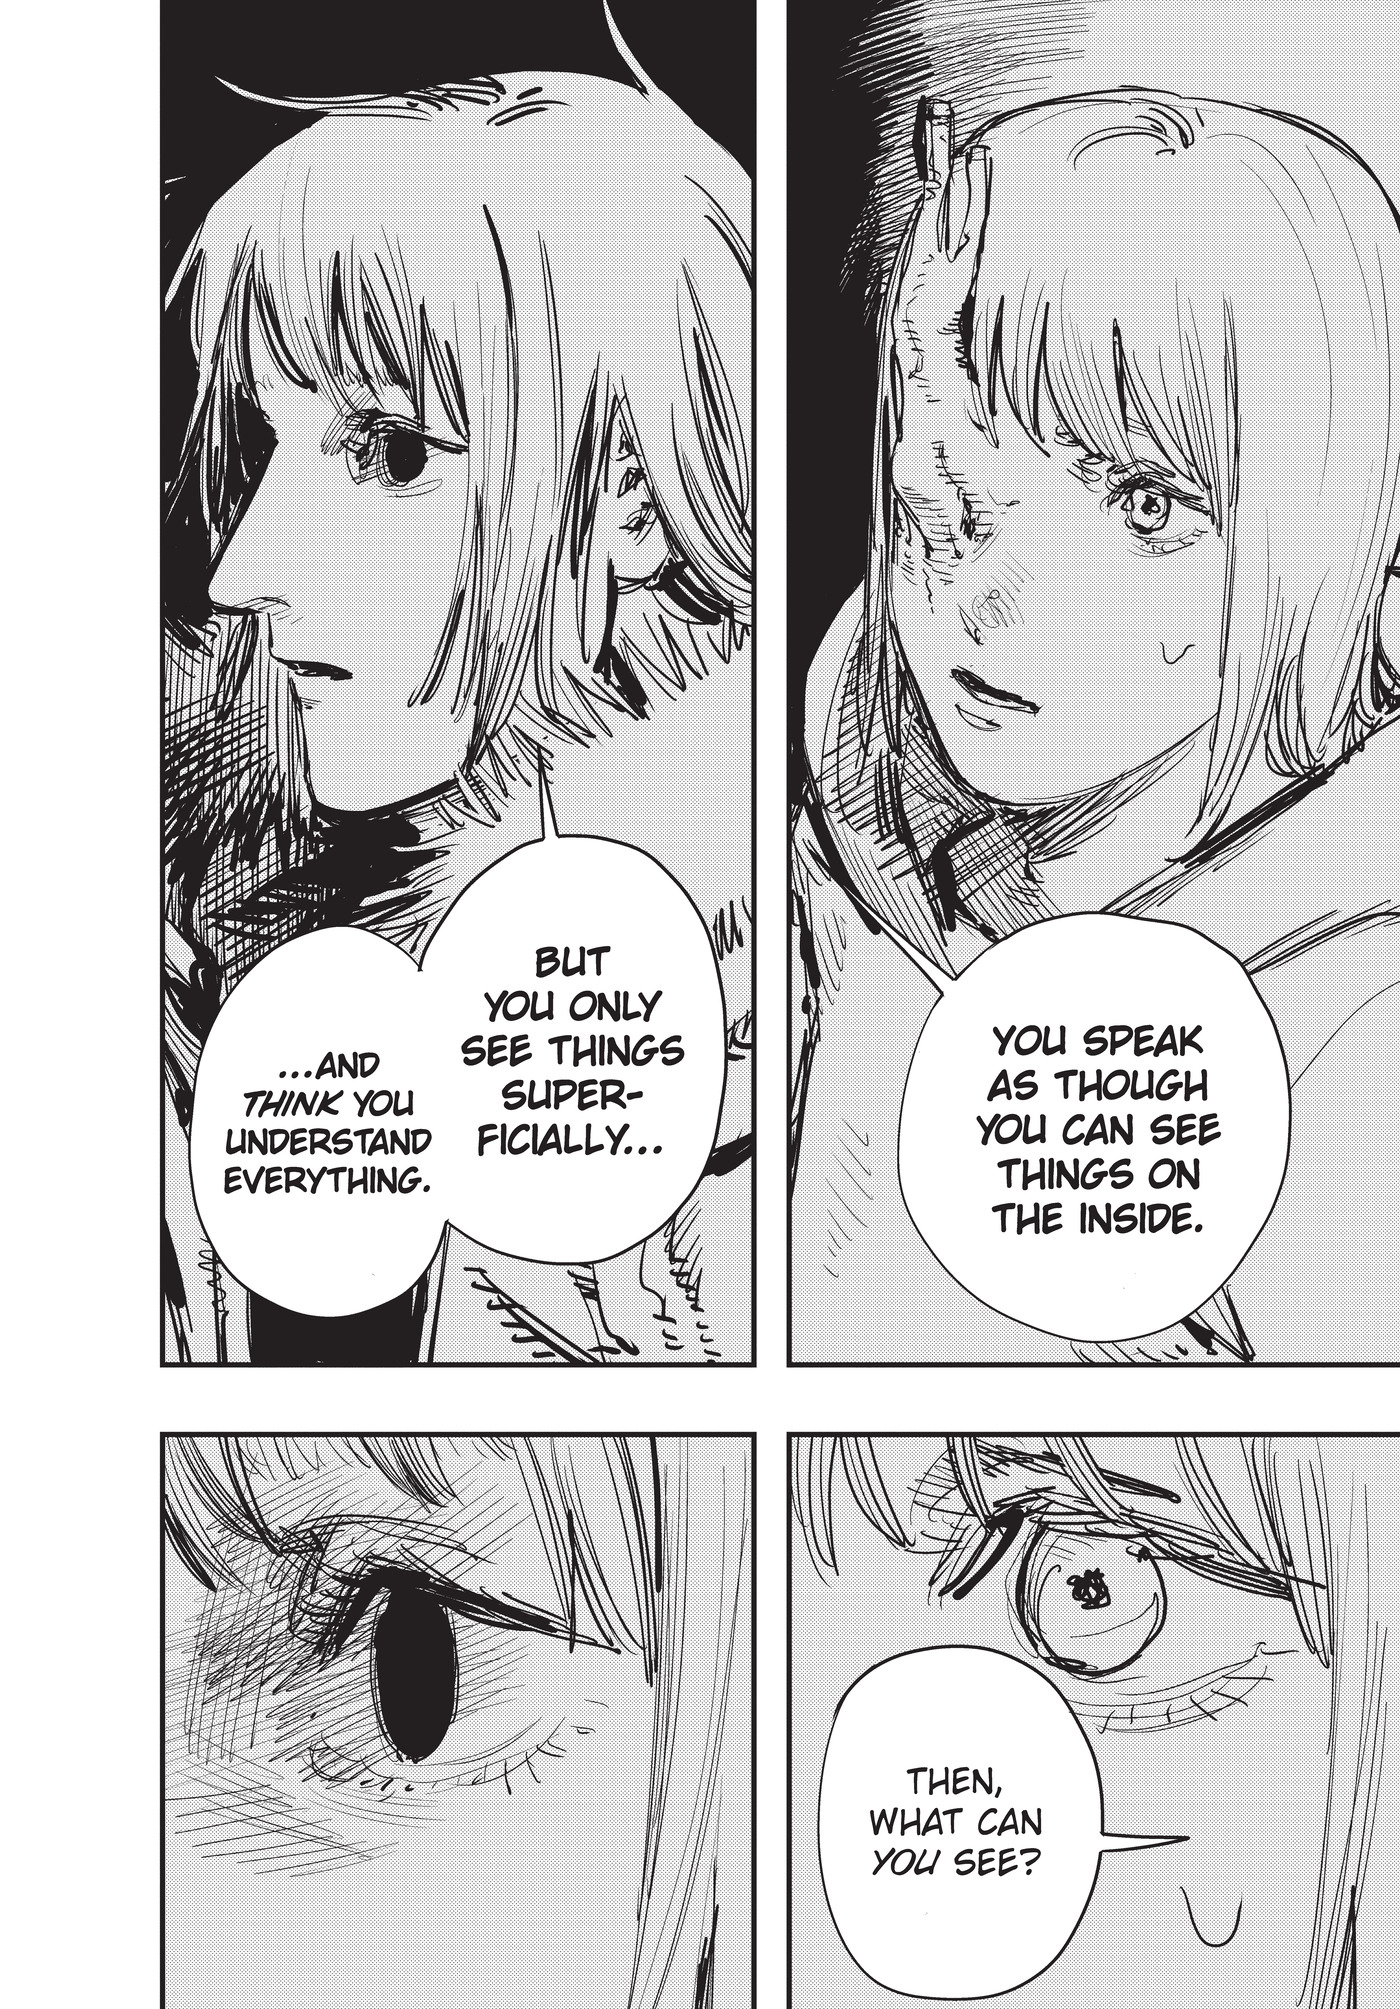 YOU SPEAK
AS THOUGH
YOU CAN SEE
THINGS ON
THE INSIDE.
BUT
YOU ONLY
SEE THINGS
SUPER-
FICIALLY...
...AND
THINK YOU
UNDERSTAND
EVERYTHING.
THEN,
WHAT CAN
YOU SEE?